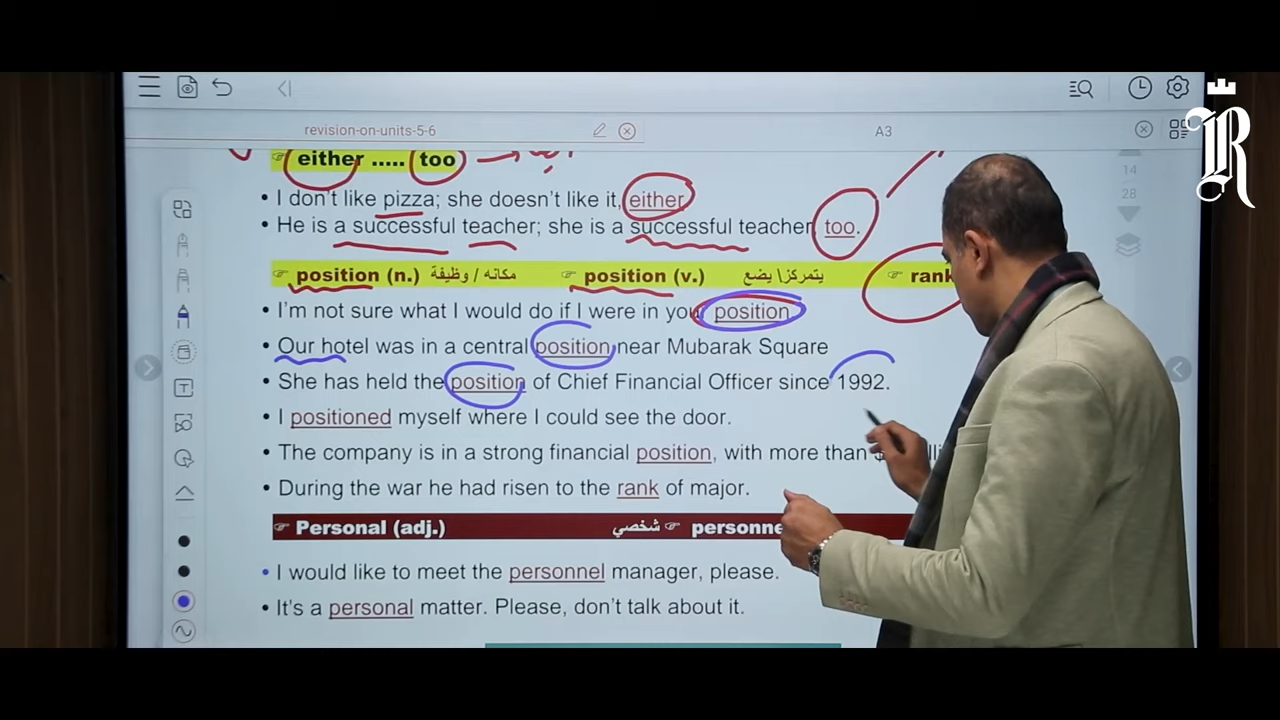 revision-on-units-5-6
A3
14
28
☞ either ..... too
• I don't like pizza; she doesn't like it, either
• He is a successful teacher; she is a successful teacher too.
☞ position (n.) مكانه / وظيفة ☞ position (v.) يتمركز\ يضع ☞ rank
• I'm not sure what I would do if I were in your position
• Our hotel was in a central position near Mubarak Square
• She has held the position of Chief Financial Officer since 1992.
• I positioned myself where I could see the door.
• The company is in a strong financial position, with more than
• During the war he had risen to the rank of major.
☞ Personal (adj.) شخصي ☞
• I would like to meet the personnel manager, please.
• It's a personal matter. Please, don't talk about it.
R